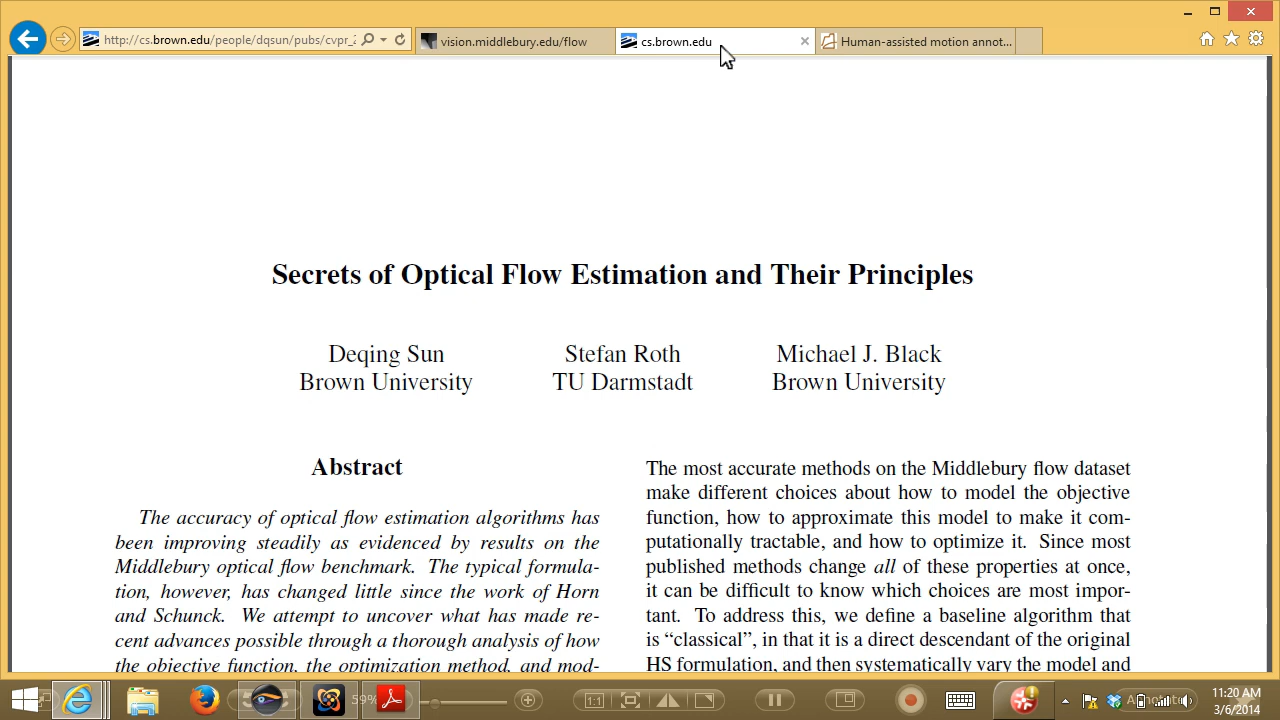 http://cs.brown.edu/people/dqsun/pubs/cvpr_2
vision.middlebury.edu/flow
cs.brown.edu
Human-assisted motion annot...
Secrets of Optical Flow Estimation and Their Principles
Deqing Sun
Brown University
Stefan Roth
TU Darmstadt
Michael J. Black
Brown University
Abstract
The accuracy of optical flow estimation algorithms has
been improving steadily as evidenced by results on the
Middlebury optical flow benchmark. The typical formula-
tion, however, has changed little since the work of Horn
and Schunck. We attempt to uncover what has made re-
cent advances possible through a thorough analysis of how
the objective function, the optimization method, and mod-
The most accurate methods on the Middlebury flow dataset
make different choices about how to model the objective
function, how to approximate this model to make it com-
putationally tractable, and how to optimize it. Since most
published methods change all of these properties at once,
it can be difficult to know which choices are most impor-
tant. To address this, we define a baseline algorithm that
is “classical”, in that it is a direct descendant of the original
HS formulation, and then systematically vary the model and
59%
1:1
Annotate
11:20 AM
3/6/2014